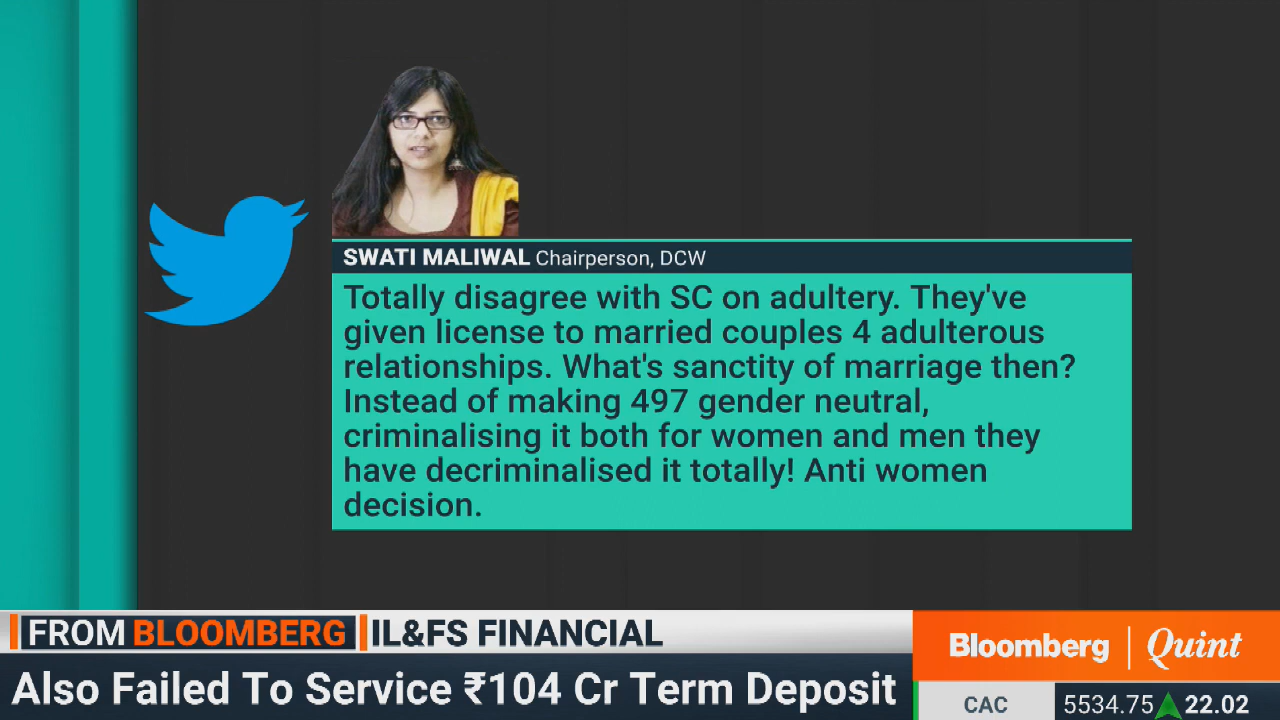 SWATI MALIWAL Chairperson, DCW
Totally disagree with SC on adultery. They've
given license to married couples 4 adulterous
relationships. What's sanctity of marriage then?
Instead of making 497 gender neutral,
criminalising it both for women and men they
have decriminalised it totally! Anti women
decision.
FROM BLOOMBERG IL&FS FINANCIAL
Also Failed To Service ₹104 Cr Term Deposit
Bloomberg | Quint
CAC 5534.75 22.02